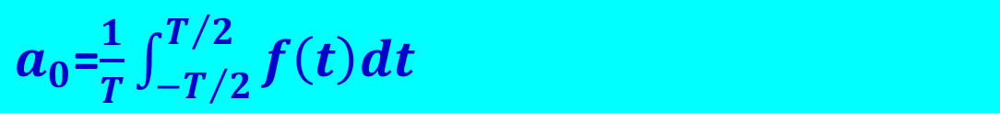 a₀=1/T ∫_{-T/2}^{T/2} f(t)dt